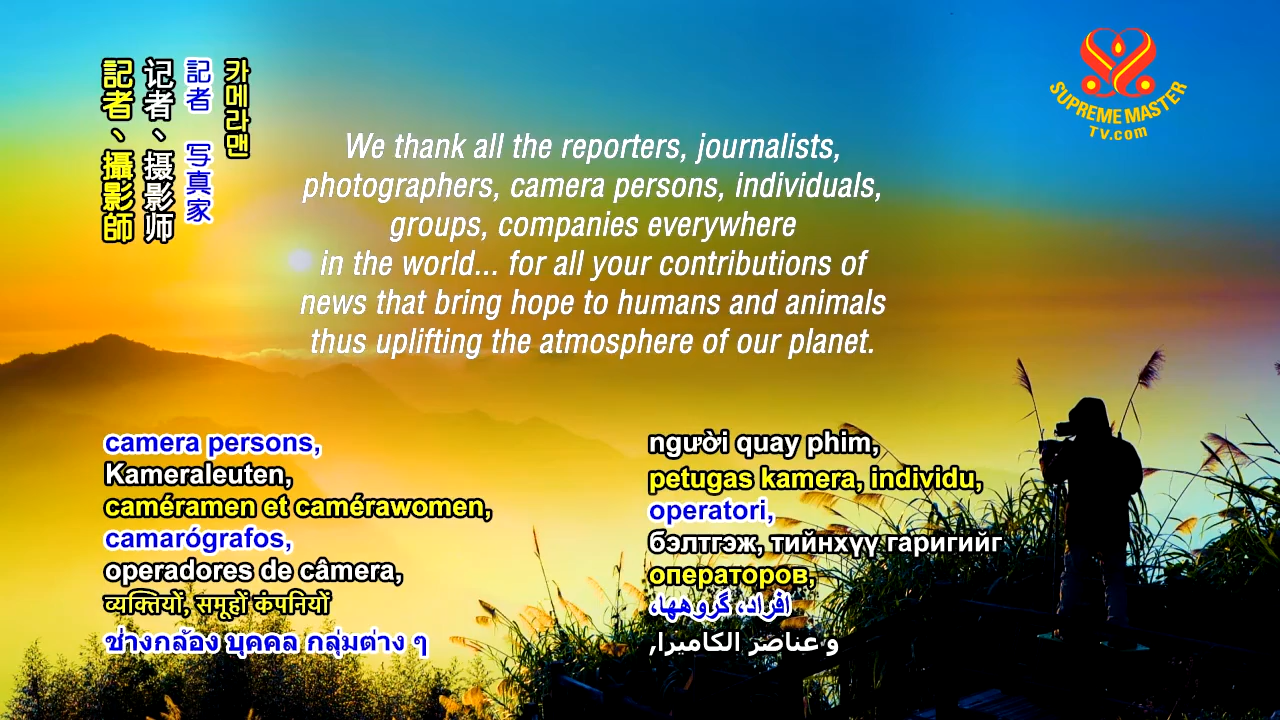 記者、攝影師
记者、摄影师
記者 写真家
카메라맨
SUPREME MASTER
TV.com
We thank all the reporters, journalists,
photographers, camera persons, individuals,
groups, companies everywhere
in the world... for all your contributions of
news that bring hope to humans and animals
thus uplifting the atmosphere of our planet.
camera persons,
Kameraleuten,
caméramen et camérawomen,
camarógrafos,
operadores de câmera,
व्यक्तियों, समूहों कंपनियों
ช่างกล้อง บุคคล กลุ่มต่าง ๆ
người quay phim,
petugas kamera, individu,
operatori,
бэлтгэж, тийнхүү гаригийг
операторов,
افراد، گروهها،
و عناصر الكاميرا,